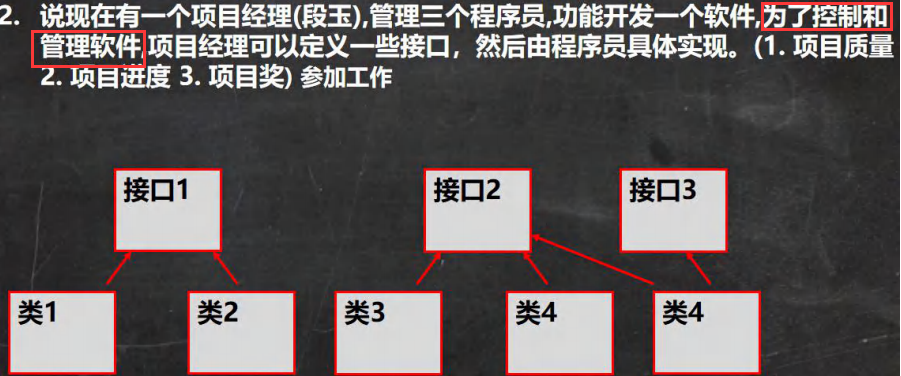 2. 说现在有一个项目经理(段玉),管理三个程序员,功能开发一个软件,为了控制和
管理软件,项目经理可以定义一些接口，然后由程序员具体实现。(1. 项目质量
2. 项目进度 3. 项目奖) 参加工作
接口1 接口2 接口3
类1 类2 类3 类4 类4